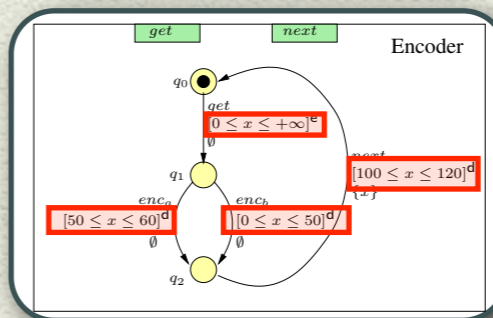 get
next
Encoder
q0
get
[0 ≤ x ≤ +∞]e
∅
next
[100 ≤ x ≤ 120]d
{x}
q1
enca
encb
[50 ≤ x ≤ 60]d
[0 ≤ x ≤ 50]d
∅
∅
q2